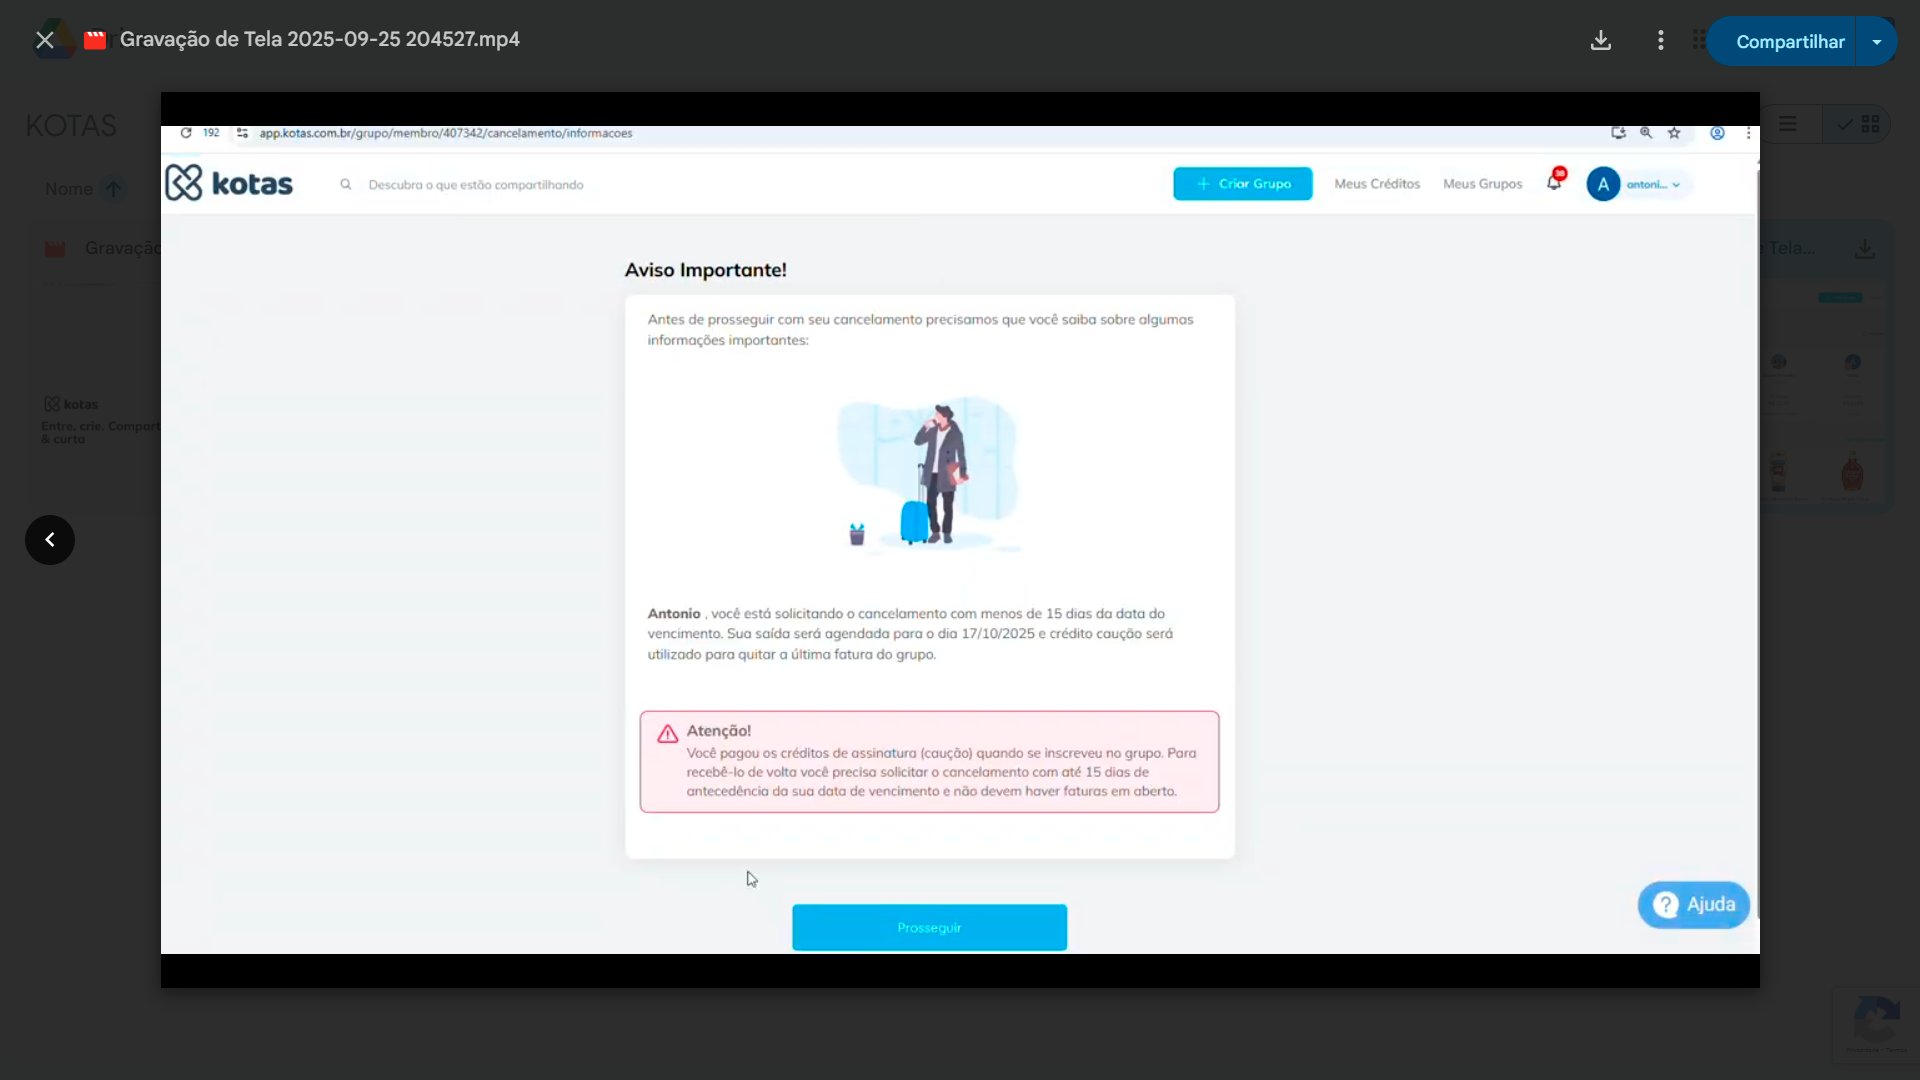 Gravação de Tela 2025-09-25 204527.mp4
Compartilhar
KOTAS
192
app.kotas.com.br/grupo/membro/407342/cancelamento/informacoes
kotas
Descubra o que estão compartilhando
+ Criar Grupo
Meus Créditos
Meus Grupos
38
A
antoni...
Nome
Gravação
Tela...
Aviso Importante!
Antes de prosseguir com seu cancelamento precisamos que você saiba sobre algumas
informações importantes:
kotas
Entre, crie. Compart
& curta
Antonio , você está solicitando o cancelamento com menos de 15 dias da data do
vencimento. Sua saída será agendada para o dia 17/10/2025 e crédito caução será
utilizado para quitar a última fatura do grupo.
Atenção!
Você pagou os créditos de assinatura (caução) quando se inscreveu no grupo. Para
recebê-lo de volta você precisa solicitar o cancelamento com até 15 dias de
antecedência da sua data de vencimento e não devem haver faturas em aberto.
Ajuda
Prosseguir